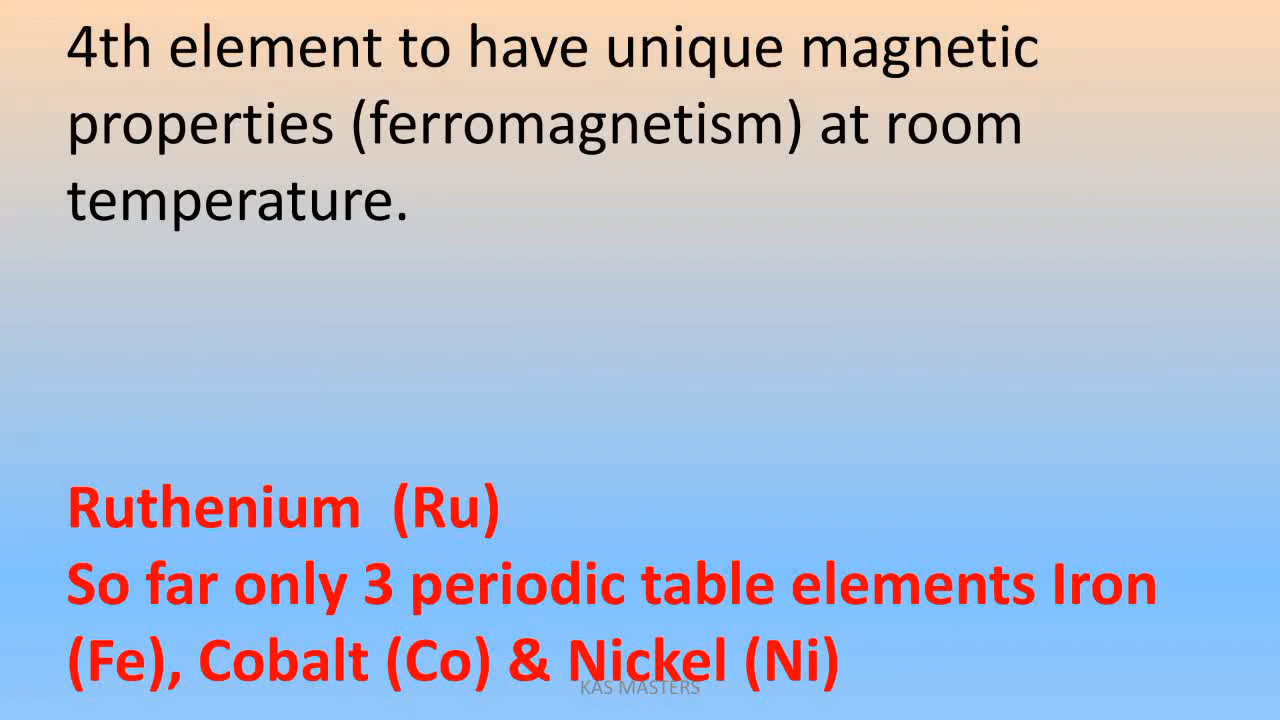 4th element to have unique magnetic
properties (ferromagnetism) at room
temperature.
Ruthenium (Ru)
So far only 3 periodic table elements Iron
(Fe), Cobalt (Co) & Nickel (Ni)
KAS MASTERS